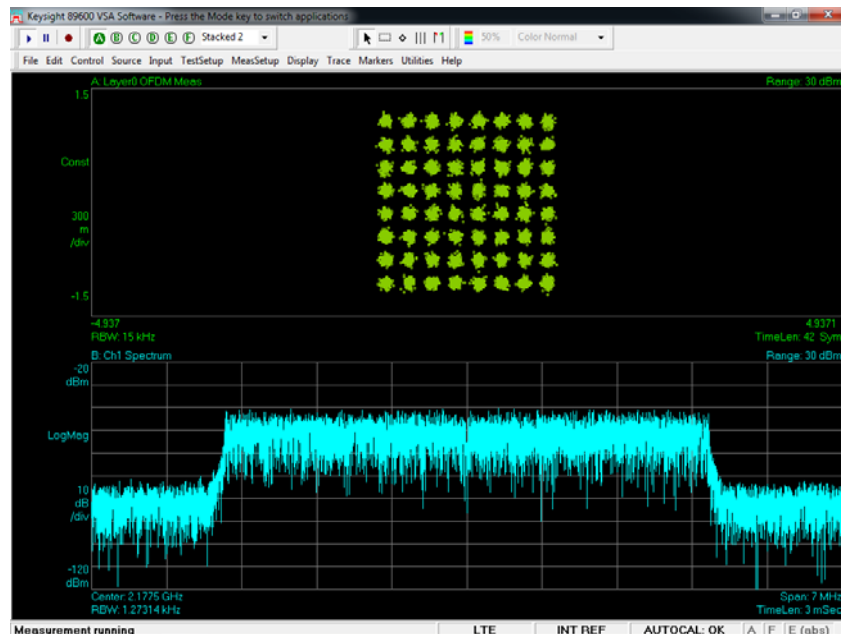 Keysight 89600 VSA Software - Press the Mode key to switch applications
A B C D E F Stacked 2 50% Color Normal
File Edit Control Source Input TestSetup MeasSetup Display Trace Markers Utilities Help
A: Layer0 OFDM Meas Range: 30 dBm
1.5
Const
300
m
/div
-1.5
-4.937 4.9371
RBW: 15 kHz TimeLen: 42 Sym
B: Ch1 Spectrum Range: 30 dBm
-20
dBm
LogMag
10
dB
/div
-120
dBm
Center: 2.1775 GHz Span: 7 MHz
RBW: 1.27314 kHz TimeLen: 3 mSec
Measurement running LTE INT REF AUTOCAL: OK A F E (abs)